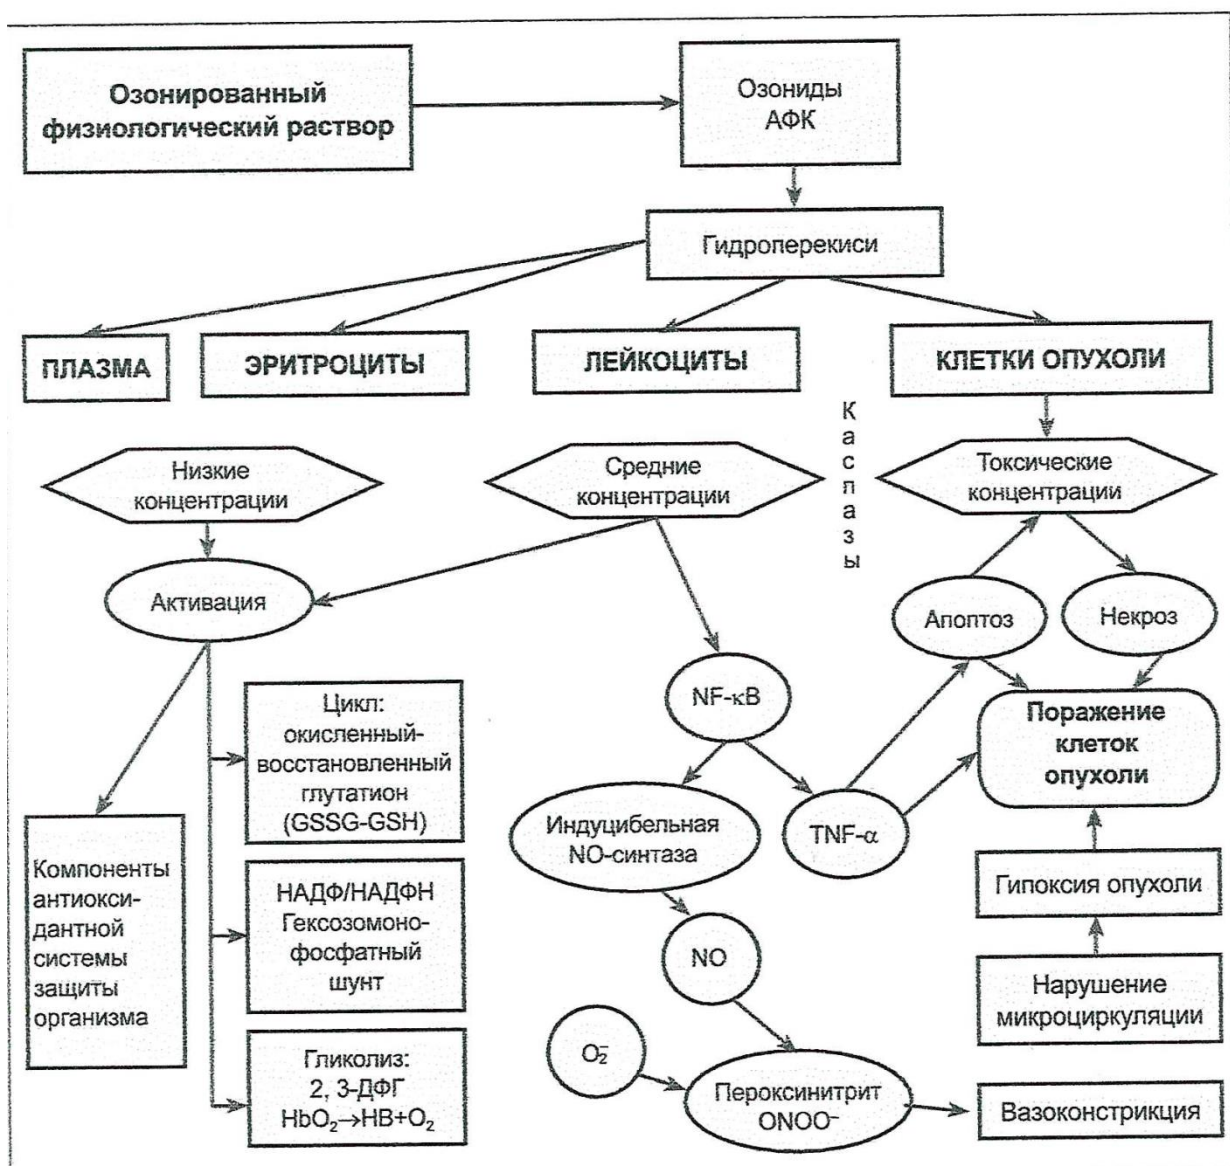 Озонированный
физиологический раствор
Озониды
АФК
Гидроперекиси
ПЛАЗМА
ЭРИТРОЦИТЫ
ЛЕЙКОЦИТЫ
КЛЕТКИ ОПУХОЛИ
Каспазы
Низкие
концентрации
Средние
концентрации
Токсические
концентрации
Активация
Апоптоз
Некроз
NF-κB
Цикл:
окисленный-
восстановленный
глутатион
(GSSG-GSH)
Поражение
клеток
опухоли
Индуцибельная
NO-синтаза
TNF-α
Компоненты
антиокси-
дантной
системы
защиты
организма
НАДФ/НАДФН
Гексозомоно-
фосфатный
шунт
Гипоксия опухоли
NO
Нарушение
микроциркуляции
O₂⁻
Гликолиз:
2, 3-ДФГ
HbO₂→HB+O₂
Пероксинитрит
ONOO⁻
Вазоконстрикция